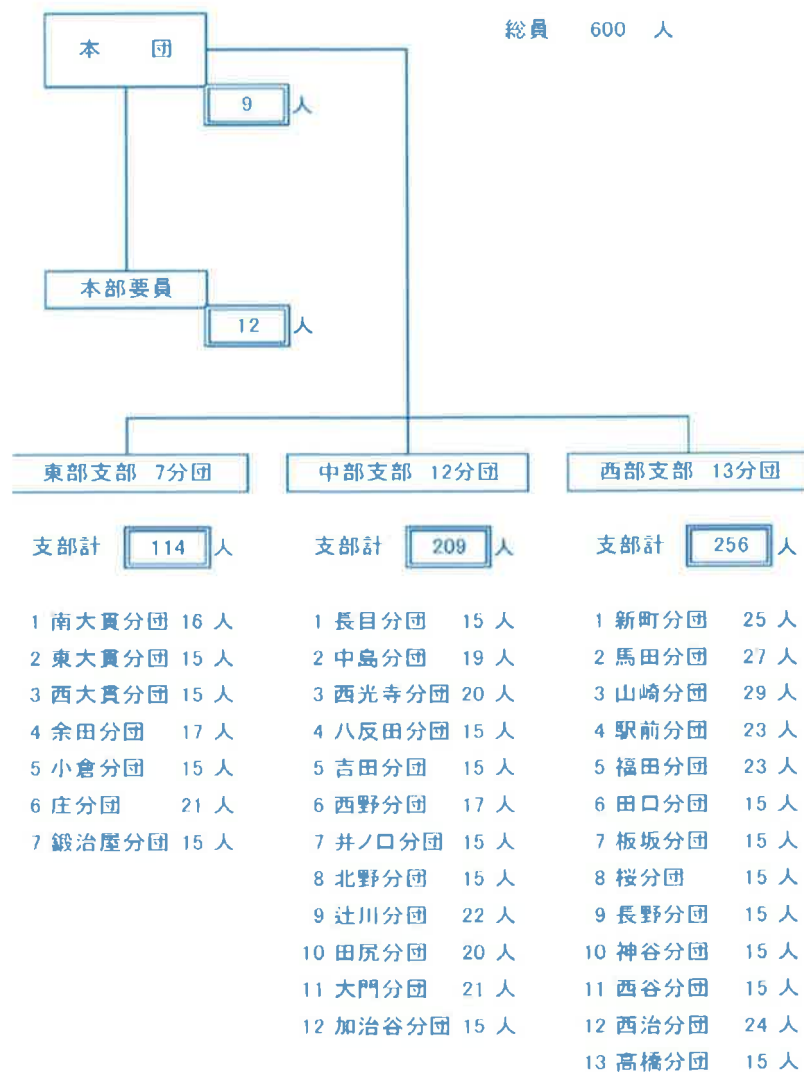 総員 600 人
本 団
9 人
本部要員
12 人
東部支部 7分団
支部計 114 人
1 南大貫分団 16 人
2 東大貫分団 15 人
3 西大貫分団 15 人
4 余田分団 17 人
5 小倉分団 15 人
6 庄分団 21 人
7 鍛治屋分団 15 人
中部支部 12分団
支部計 209 人
1 長目分団 15 人
2 中島分団 19 人
3 西光寺分団 20 人
4 八反田分団 15 人
5 吉田分団 15 人
6 西野分団 17 人
7 井ノ口分団 15 人
8 北野分団 15 人
9 辻川分団 22 人
10 田尻分団 20 人
11 大門分団 21 人
12 加治谷分団 15 人
西部支部 13分団
支部計 256 人
1 新町分団 25 人
2 馬田分団 27 人
3 山崎分団 29 人
4 駅前分団 23 人
5 福田分団 23 人
6 田口分団 15 人
7 板坂分団 15 人
8 桜分団 15 人
9 長野分団 15 人
10 神谷分団 15 人
11 西谷分団 15 人
12 西治分団 24 人
13 高橋分団 15 人